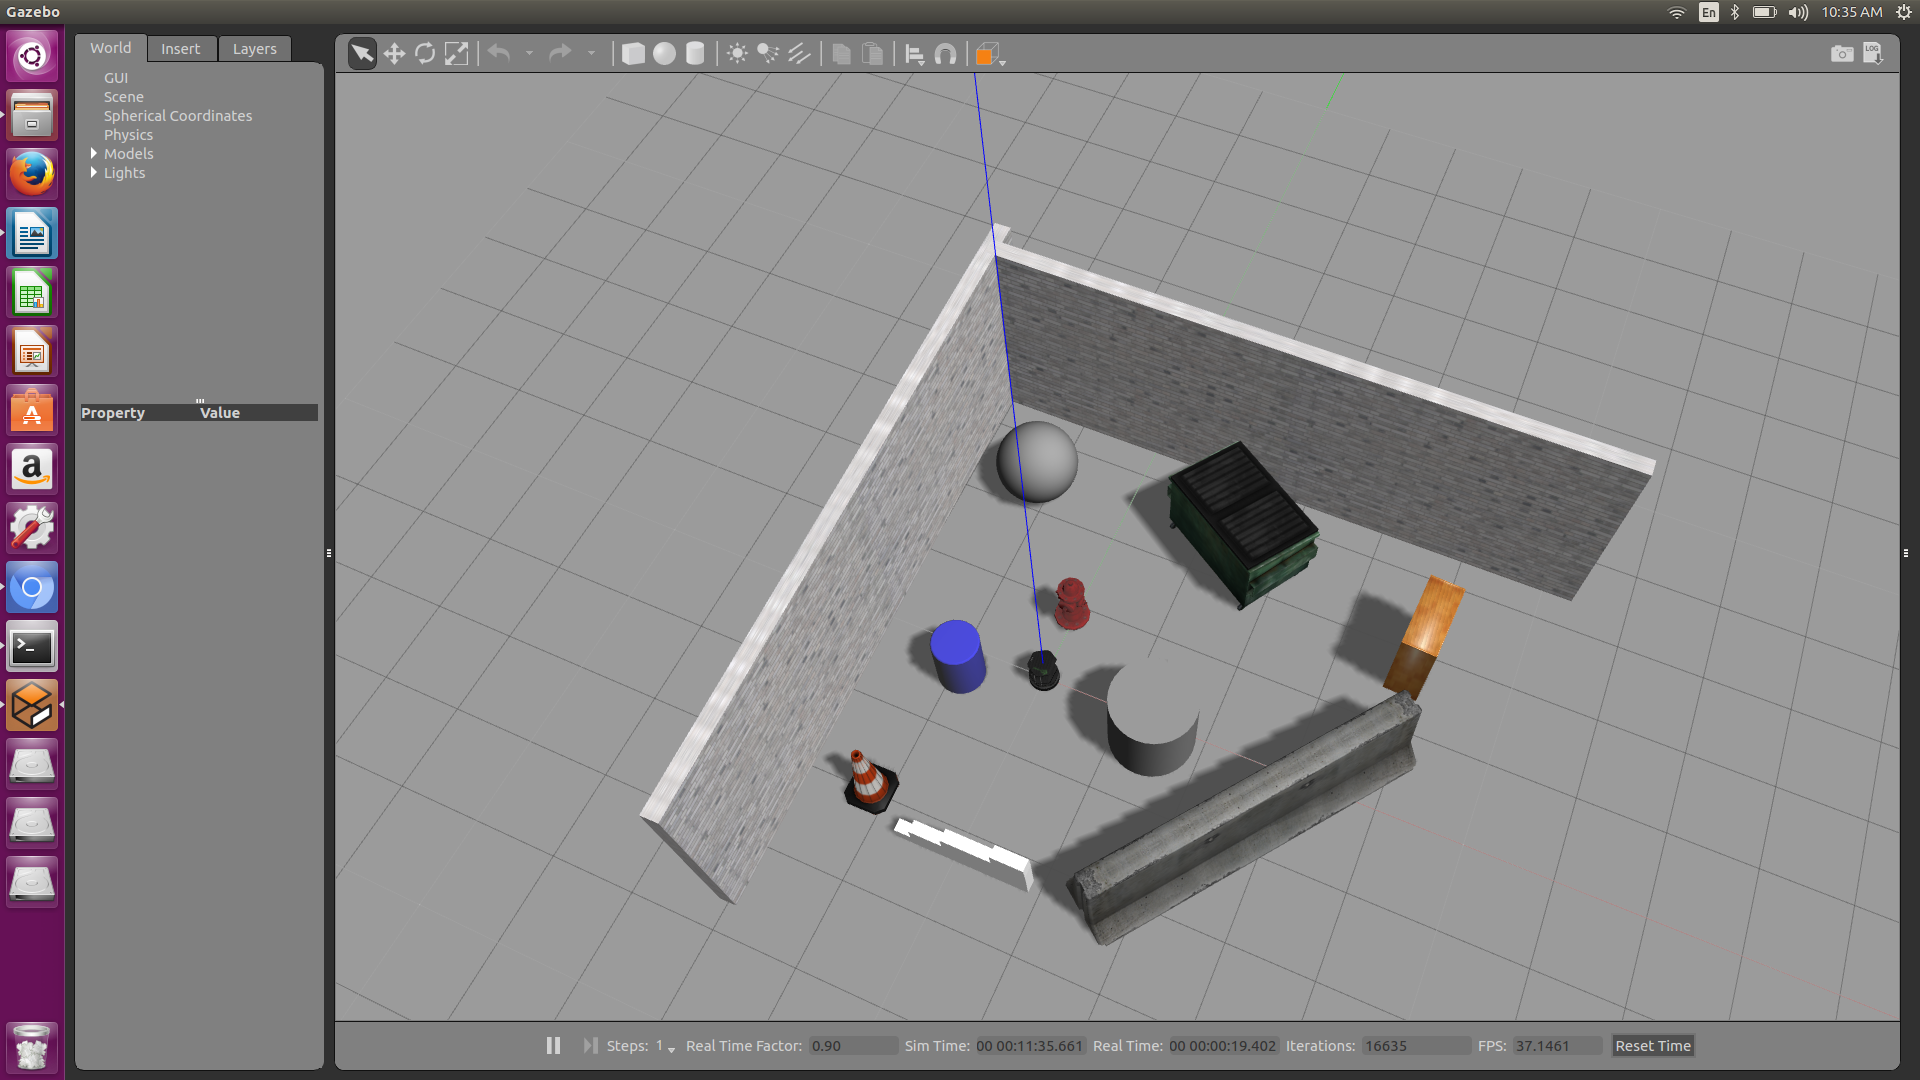 Gazebo
En
10:35 AM
World Insert Layers
LOG
GUI
Scene
Spherical Coordinates
Physics
Models
Lights
Property Value
Steps: 1 Real Time Factor: 0.90 Sim Time: 00 00:11:35.661 Real Time: 00 00:00:19.402 Iterations: 16635 FPS: 37.1461 Reset Time